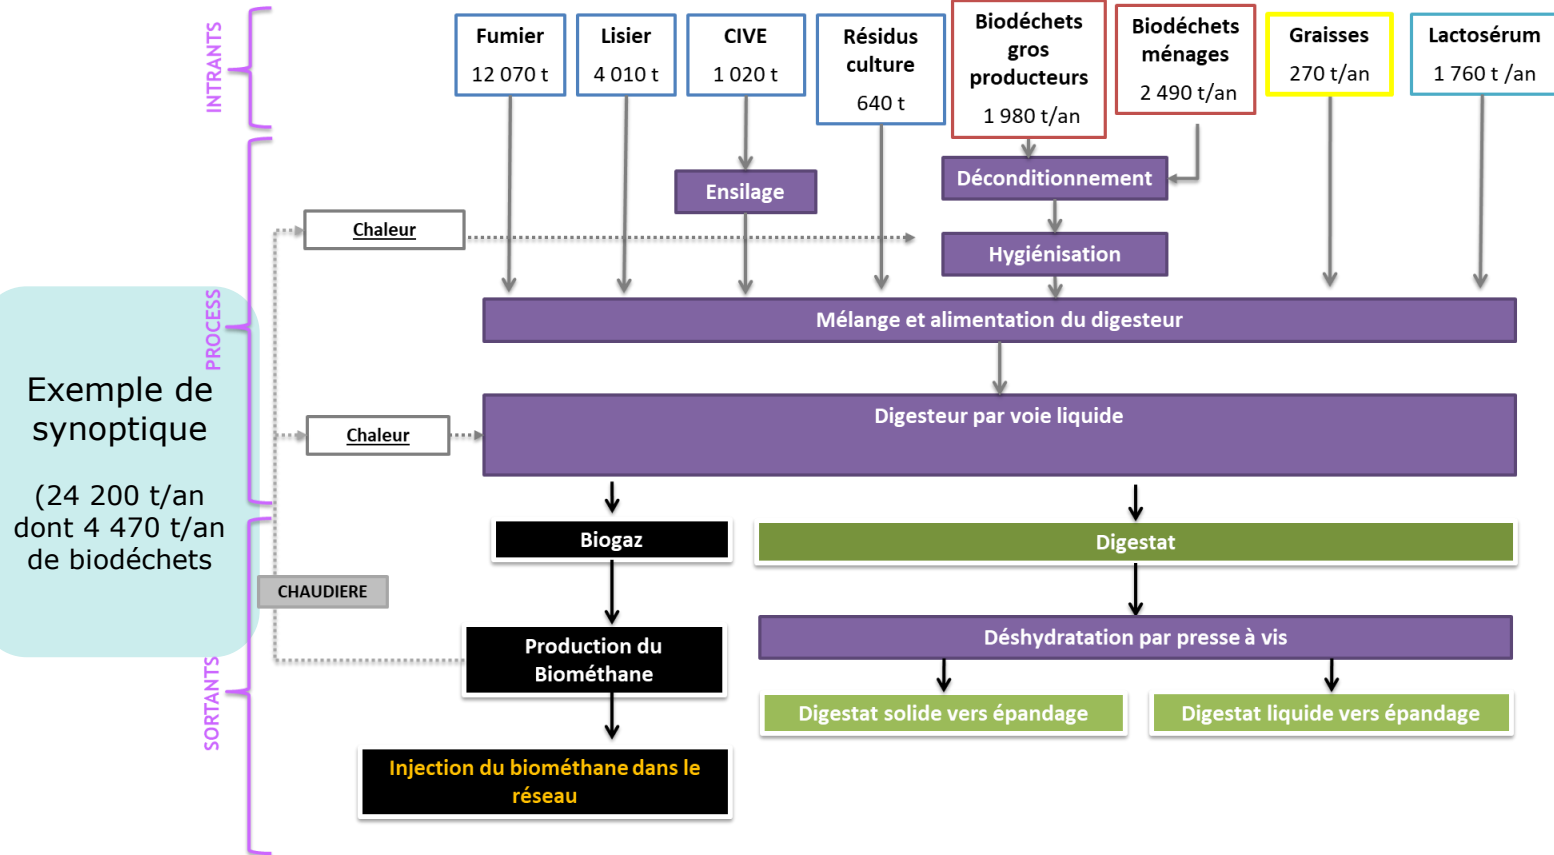 INTRANTS
Fumier
12 070 t
Lisier
4 010 t
CIVE
1 020 t
Résidus
culture
640 t
Biodéchets
gros
producteurs
1 980 t/an
Biodéchets
ménages
2 490 t/an
Graisses
270 t/an
Lactosérum
1 760 t /an
PROCESS
Ensilage
Déconditionnement
Chaleur
Hygiénisation
Mélange et alimentation du digesteur
Exemple de
synoptique
(24 200 t/an
dont 4 470 t/an
de biodéchets
Chaleur
Digesteur par voie liquide
SORTANTS
Biogaz
Digestat
CHAUDIERE
Production du
Biométhane
Déshydratation par presse à vis
Digestat solide vers épandage
Digestat liquide vers épandage
Injection du biométhane dans le
réseau